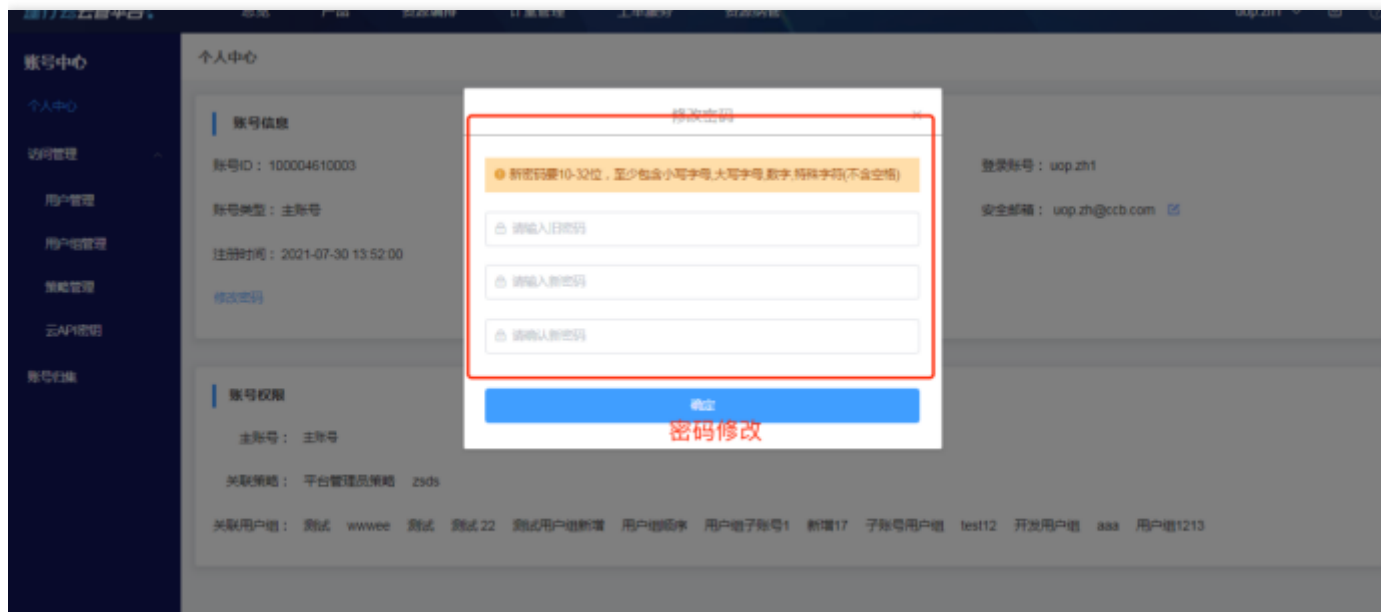 总览 产品 资源编排 计量管理 工单服务 资源纳管 uop.zh1
账号中心
个人中心
个人中心
访问管理
用户管理
用户组管理
策略管理
云API密钥
账号归集
账号信息
账号ID： 100004610003
登录账号： uop.zh1
账号类型： 主账号
安全邮箱： uop.zh@ccb.com
注册时间： 2021-07-30 13:52:00
修改密码
修改密码
新密码要10-32位，至少包含小写字母,大写字母,数字,特殊字符(不含空格)
请输入旧密码
请输入新密码
请确认新密码
确定
密码修改
账号权限
主账号： 主账号
关联策略： 平台管理员策略 zsds
关联用户组： 测试 wwwee 测试 测试 22 测试用户组新增 用户组顺序 用户组子账号1 新增17 子账号用户组 test12 开发用户组 aaa 用户组1213